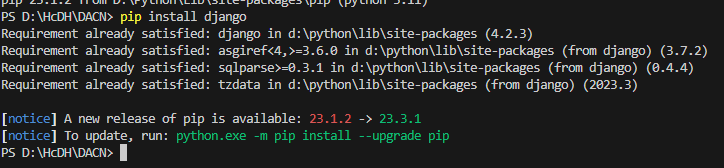 pip 23.1.2 from D:\Python\Lib\site-packages\pip (python 3.11)
PS D:\HcDH\DACN> pip install django
Requirement already satisfied: django in d:\python\lib\site-packages (4.2.3)
Requirement already satisfied: asgiref<4,>=3.6.0 in d:\python\lib\site-packages (from django) (3.7.2)
Requirement already satisfied: sqlparse>=0.3.1 in d:\python\lib\site-packages (from django) (0.4.4)
Requirement already satisfied: tzdata in d:\python\lib\site-packages (from django) (2023.3)
[notice] A new release of pip is available: 23.1.2 -> 23.3.1
[notice] To update, run: python.exe -m pip install --upgrade pip
PS D:\HcDH\DACN>